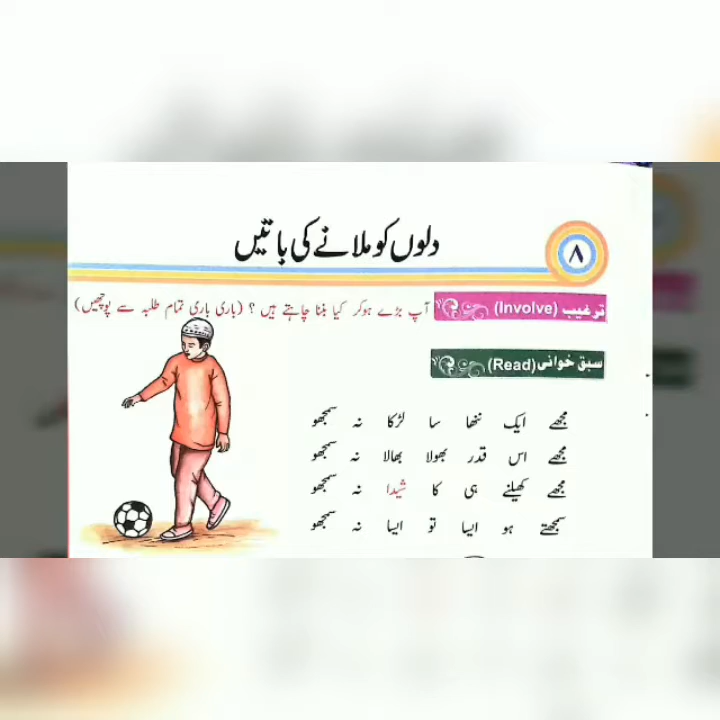 ۸
دلوں کو ملانے کی باتیں
ترغیب (Involve) آپ بڑے ہو کر کیا بننا چاہتے ہیں ؟ (باری باری تمام طلبہ سے پوچھیں)
سبق خوانی (Read)
مجھے ایک ننھا سا لڑکا نہ سمجھو
مجھے اس قدر بھولا بھالا نہ سمجھو
مجھے کھیلنے ہی کا شیدا نہ سمجھو
سمجھتے ہو ایسا تو ایسا نہ سمجھو